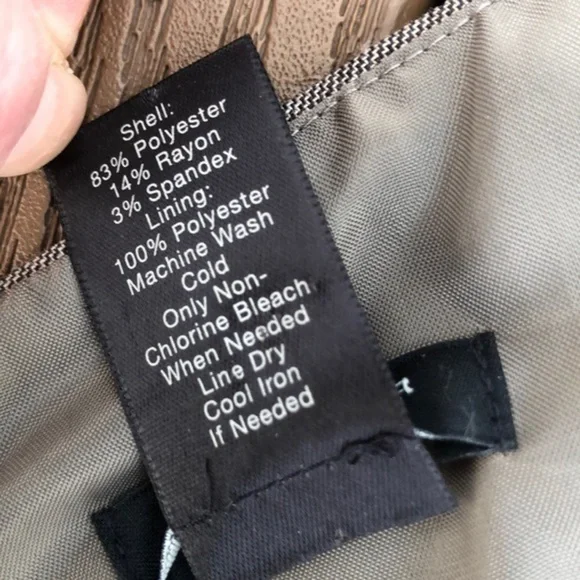 Shell:
83% Polyester
14% Rayon
3% Spandex
Lining:
100% Polyester
Machine Wash
Cold
Only Non-
Chlorine Bleach
When Needed
Line Dry
Cool Iron
If Needed